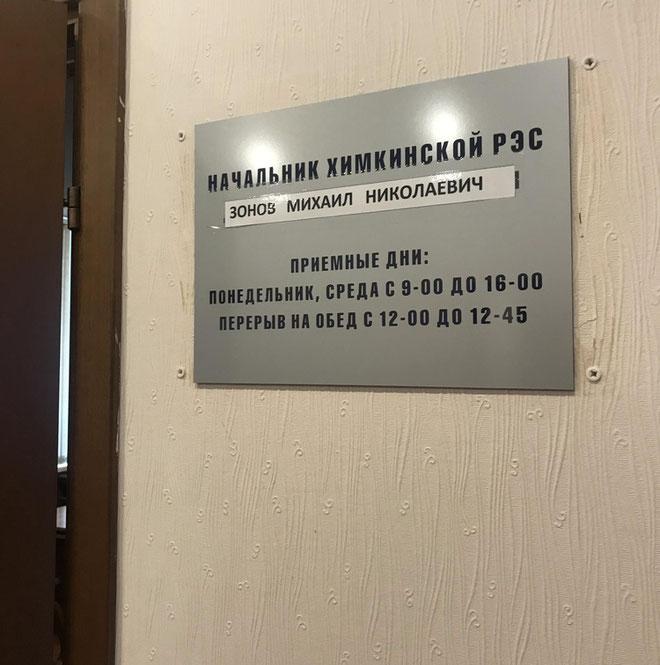 НАЧАЛЬНИК ХИМКИНСКОЙ РЭС
ЗОНОВ МИХАИЛ НИКОЛАЕВИЧ
ПРИЕМНЫЕ ДНИ:
ПОНЕДЕЛЬНИК, СРЕДА С 9-00 ДО 16-00
ПЕРЕРЫВ НА ОБЕД С 12-00 ДО 12-45